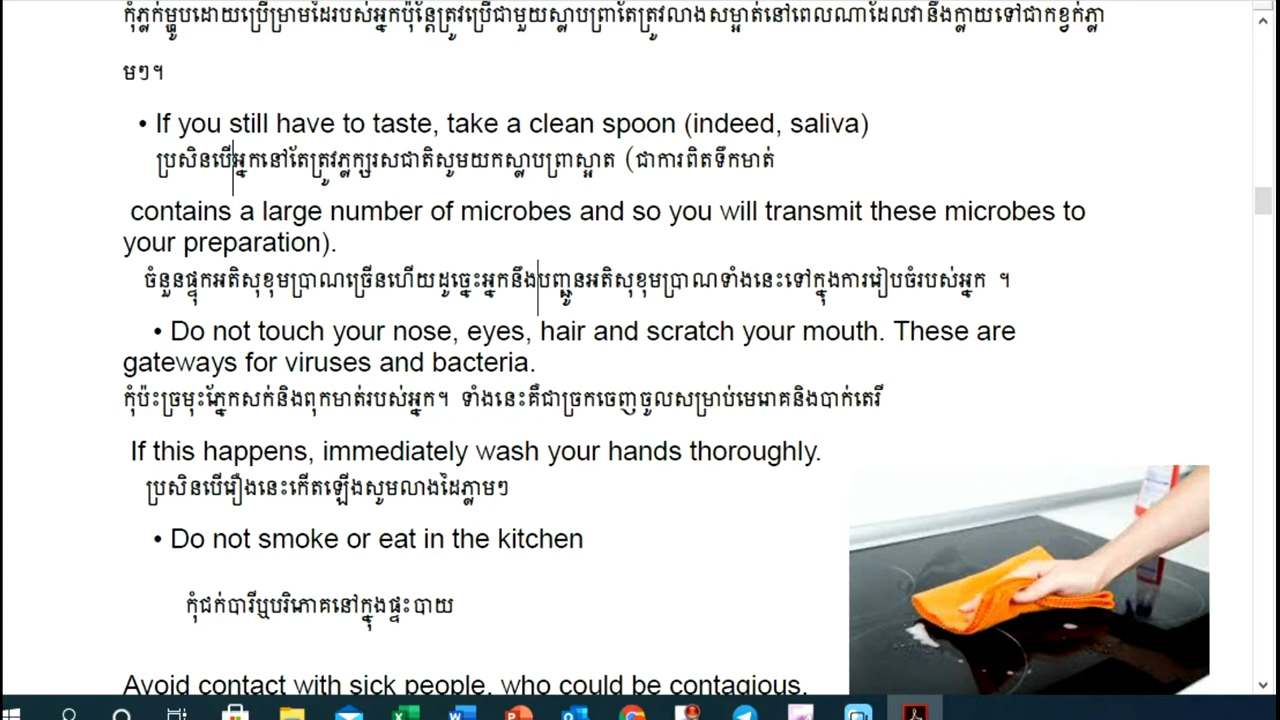 កុំភ្លក់ម្ហូបដោយប្រើម្រាមដៃរបស់អ្នកប៉ុន្តែត្រូវប្រើជាមួយស្លាបព្រាតែត្រូវលាងសម្អាត់នៅពេលណាដែលវានឹងក្លាយទៅជាកខ្វក់ភ្លា
មៗ។
• If you still have to taste, take a clean spoon (indeed, saliva)
ប្រសិនបើអ្នកនៅតែត្រូវភ្លក្សរសជាតិសូមយកស្លាបព្រាស្អាត (ជាការពិតទឹកមាត់
contains a large number of microbes and so you will transmit these microbes to
your preparation).
ចំនួនផ្ទុកអតិសុខុមប្រាណច្រើនហើយដូច្នេះអ្នកនឹងបញ្ជូនអតិសុខុមប្រាណទាំងនេះទៅក្នុងការរៀបចំរបស់អ្នក ។
• Do not touch your nose, eyes, hair and scratch your mouth. These are
gateways for viruses and bacteria.
កុំប៉ះច្រមុះភ្នែកសក់និងពុកមាត់របស់អ្នក។ ទាំងនេះគឺជាច្រកចេញចូលសម្រាប់មេរោគនិងបាក់តេរី
If this happens, immediately wash your hands thoroughly.
ប្រសិនបើរឿងនេះកើតឡើងសូមលាងដៃភ្លាមៗ
• Do not smoke or eat in the kitchen
កុំជក់បារីឬបរិភោគនៅក្នុងផ្ទះបាយ
Avoid contact with sick people, who could be contagious.